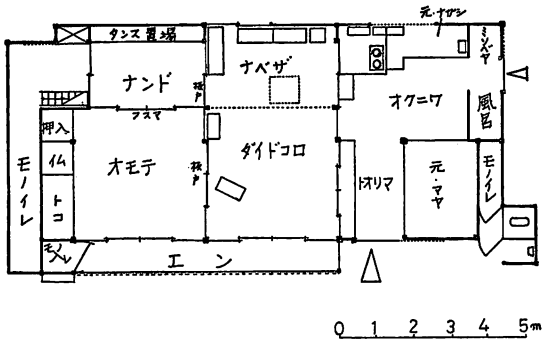 元・ナガシ
タンス置場
ミソベヤ
ナベザ
ナンド
板戸
オクニワ
風呂
フスマ
押入
ダイドコロ
イム
オモテ
板戸
モノイレ
トオリマ
元・マヤ
モノイレ
トコ
モノイレ
エン
0 1 2 3 4 5m